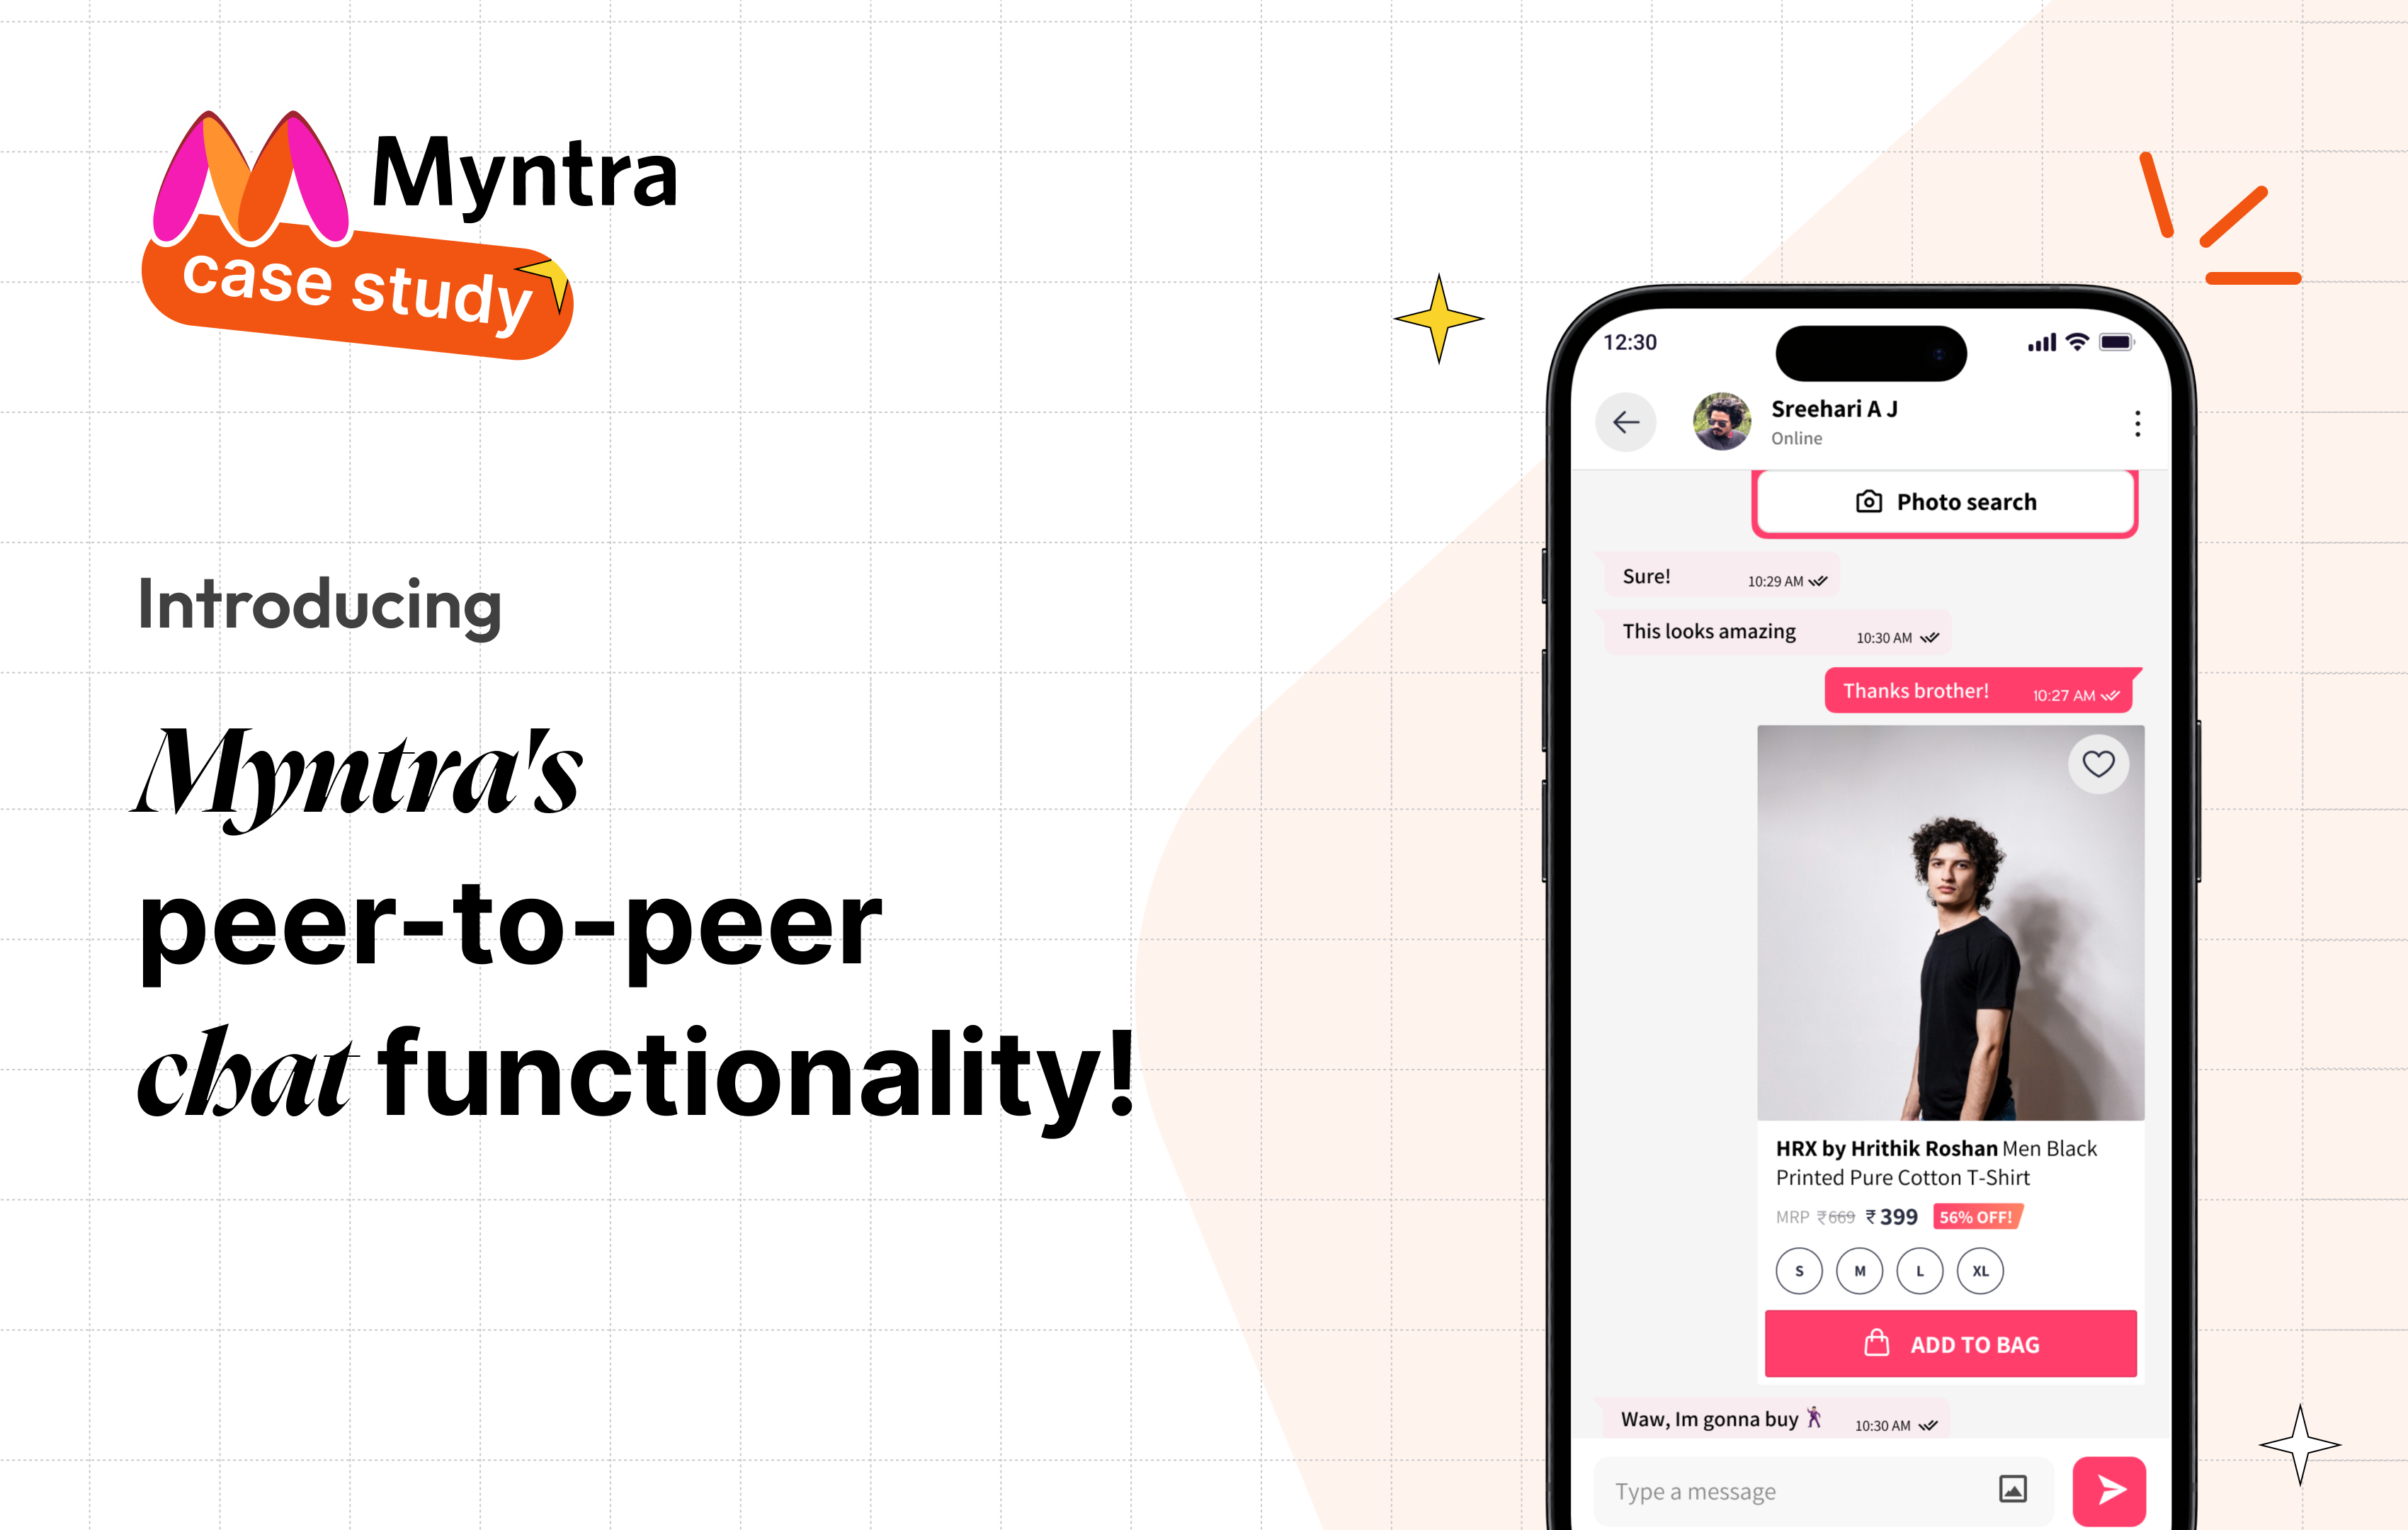 Myntra
case study
Introducing
Myntra's
peer-to-peer
chat functionality!
12:30
Sreehari A J
Online
Photo search
Sure! 10:29 AM
This looks amazing 10:30 AM
Thanks brother! 10:27 AM
HRX by Hrithik Roshan Men Black
Printed Pure Cotton T-Shirt
MRP ₹669 ₹399 56% OFF!
S M L XL
ADD TO BAG
Waw, Im gonna buy 🕺 10:30 AM
Type a message